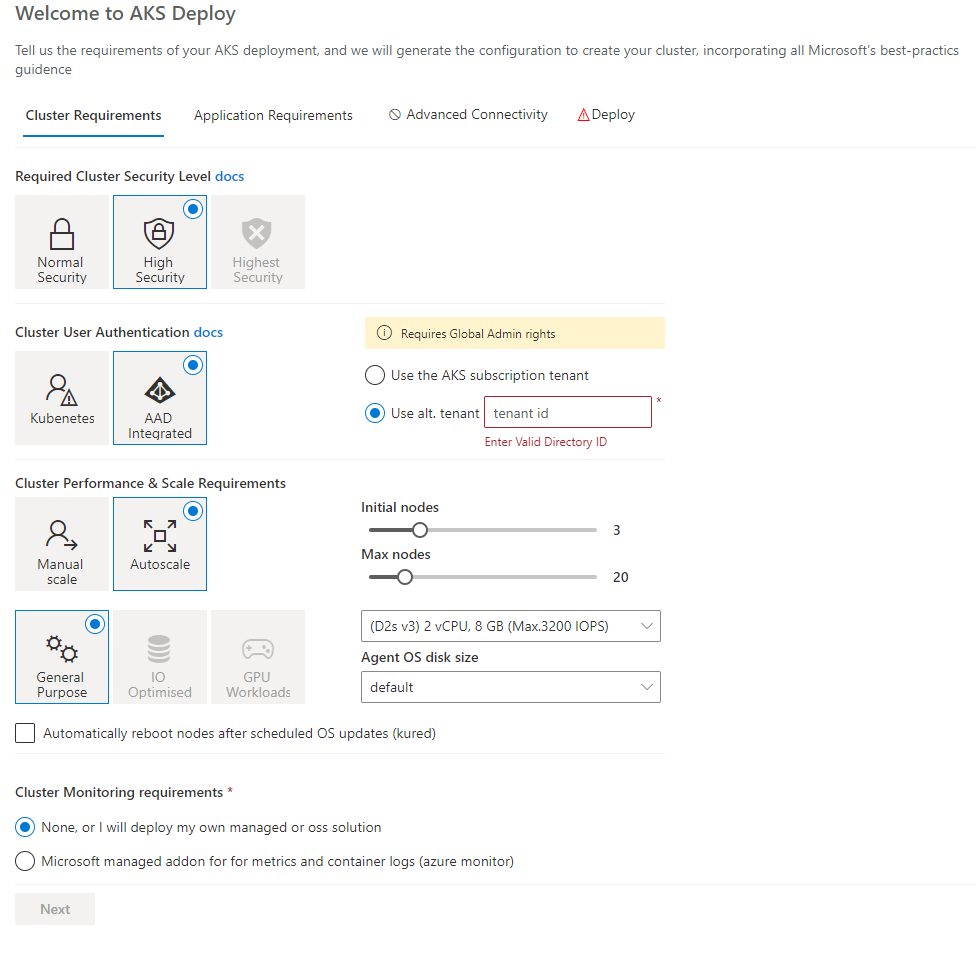 Welcome to AKS Deploy
Tell us the requirements of your AKS deployment, and we will generate the configuration to create your cluster, incorporating all Microsoft's best-practics
guidence
Cluster Requirements
Application Requirements
Advanced Connectivity
Deploy
Required Cluster Security Level docs
Normal
Security
High
Security
Highest
Security
Cluster User Authentication docs
Kubenetes
AAD
Integrated
Requires Global Admin rights
Use the AKS subscription tenant
Use alt. tenant
tenant id
*
Enter Valid Directory ID
Cluster Performance & Scale Requirements
Manual
scale
Autoscale
Initial nodes
3
Max nodes
20
General
Purpose
IO
Optimised
GPU
Workloads
(D2s v3) 2 vCPU, 8 GB (Max.3200 IOPS)
Agent OS disk size
default
Automatically reboot nodes after scheduled OS updates (kured)
Cluster Monitoring requirements *
None, or I will deploy my own managed or oss solution
Microsoft managed addon for for metrics and container logs (azure monitor)
Next